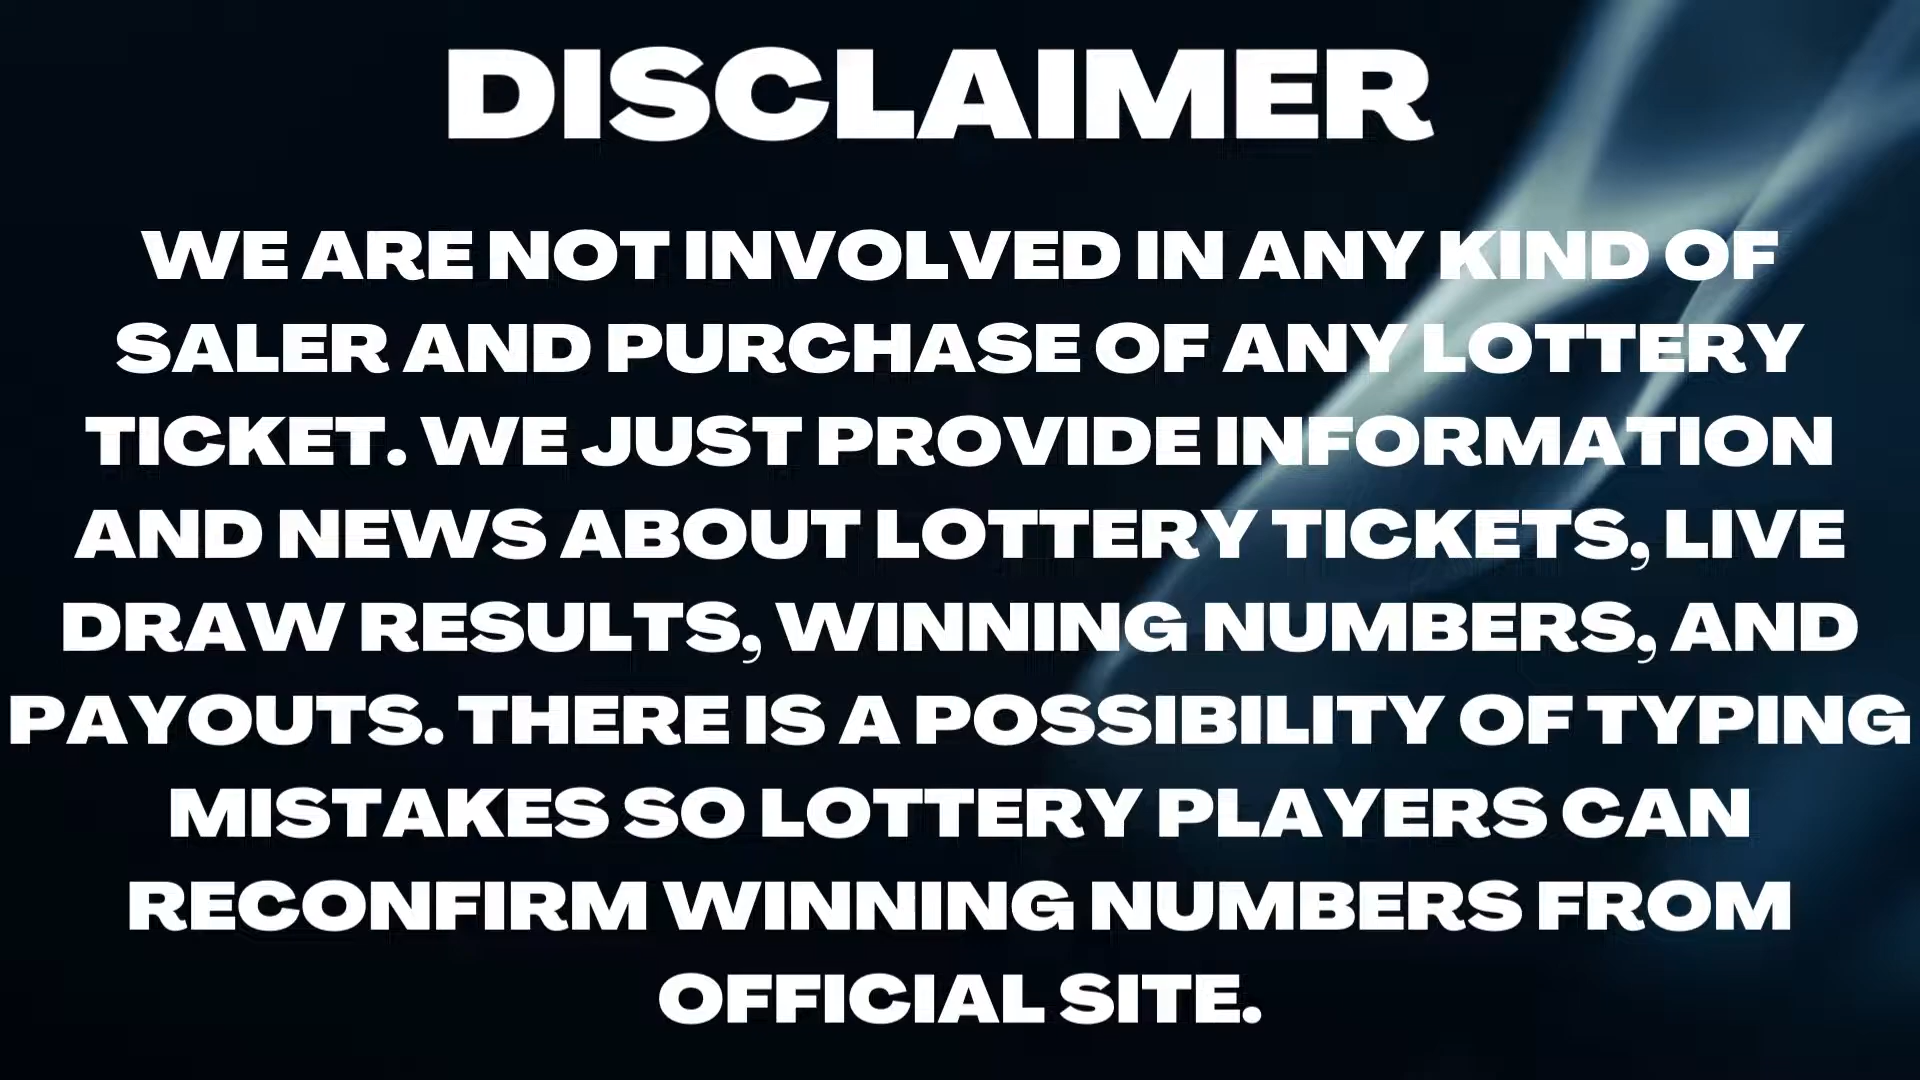 DISCLAIMER
WE ARE NOT INVOLVED IN ANY KIND OF
SALER AND PURCHASE OF ANY LOTTERY
TICKET. WE JUST PROVIDE INFORMATION
AND NEWS ABOUT LOTTERY TICKETS, LIVE
DRAW RESULTS, WINNING NUMBERS, AND
PAYOUTS. THERE IS A POSSIBILITY OF TYPING
MISTAKES SO LOTTERY PLAYERS CAN
RECONFIRM WINNING NUMBERS FROM
OFFICIAL SITE.